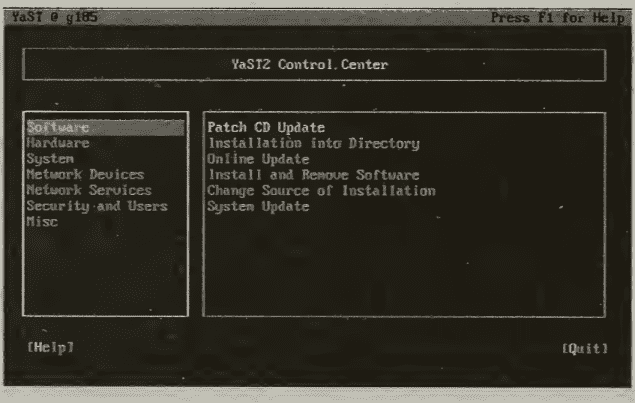 YaST @ g185 Press F1 for Help
YaST2 Control Center
Software
Hardware
System
Network Devices
Network Services
Security and Users
Misc
Patch CD Update
Installation into Directory
Online Update
Install and Remove Software
Change Source of Installation
System Update
[Help] [Quit]